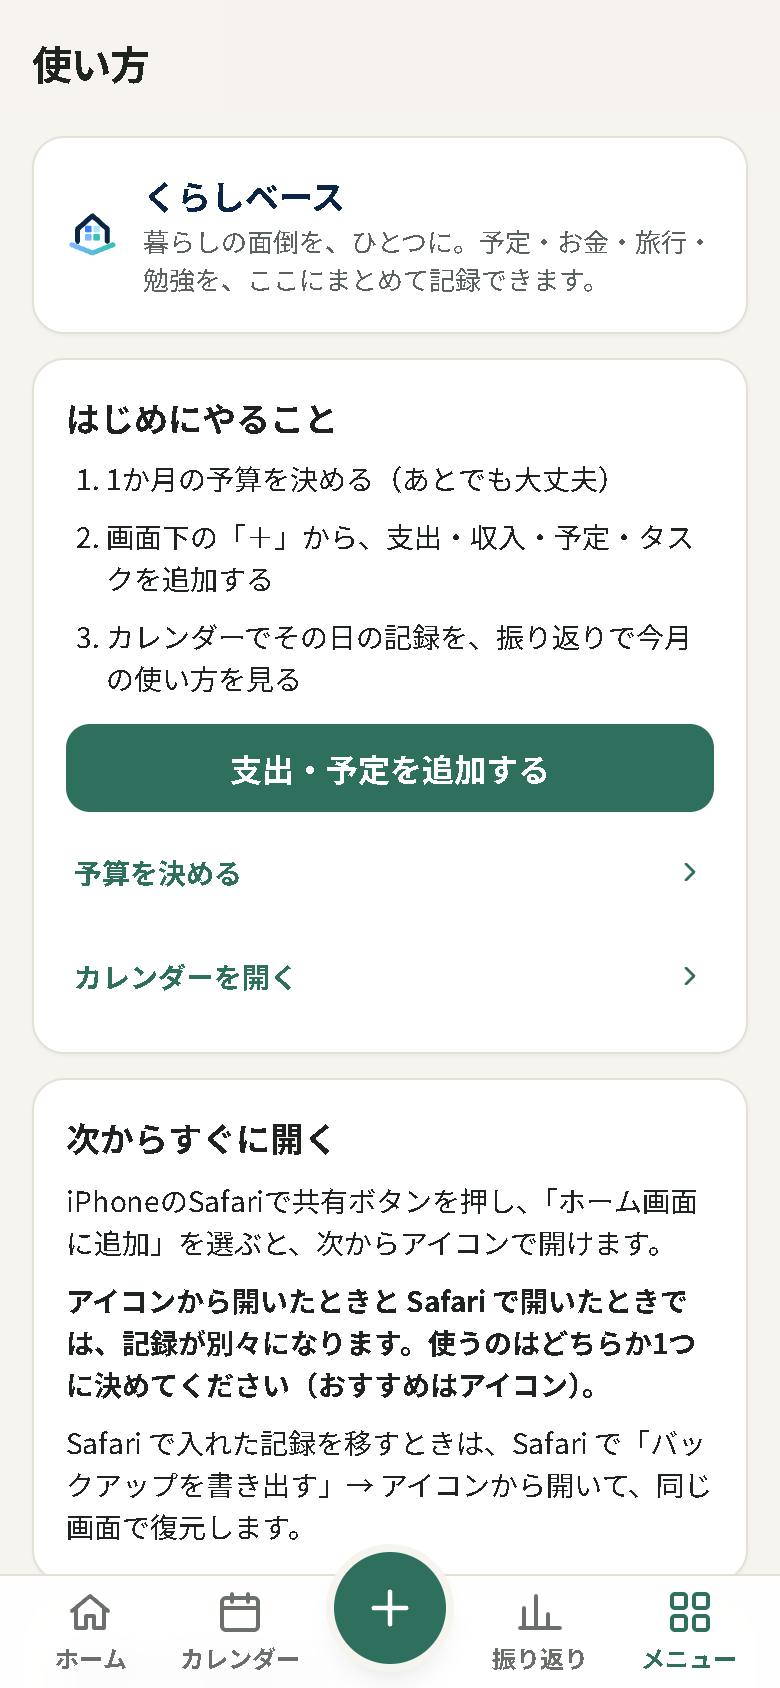 使い方
くらしベース
暮らしの面倒を、ひとつに。予定・お金・旅行・
勉強を、ここにまとめて記録できます。
はじめにやること
1. 1か月の予算を決める（あとでも大丈夫）
2. 画面下の「＋」から、支出・収入・予定・タス
クを追加する
3. カレンダーでその日の記録を、振り返りで今月
の使い方を見る
支出・予定を追加する
予算を決める
カレンダーを開く
次からすぐに開く
iPhoneのSafariで共有ボタンを押し、「ホーム画面
に追加」を選ぶと、次からアイコンで開けます。
アイコンから開いたときと Safari で開いたときで
は、記録が別々になります。使うのはどちらか1つ
に決めてください（おすすめはアイコン）。
Safari で入れた記録を移すときは、Safari で「バッ
クアップを書き出す」→ アイコンから開いて、同じ
画面で復元します。
ホーム
カレンダー
振り返り
メニュー